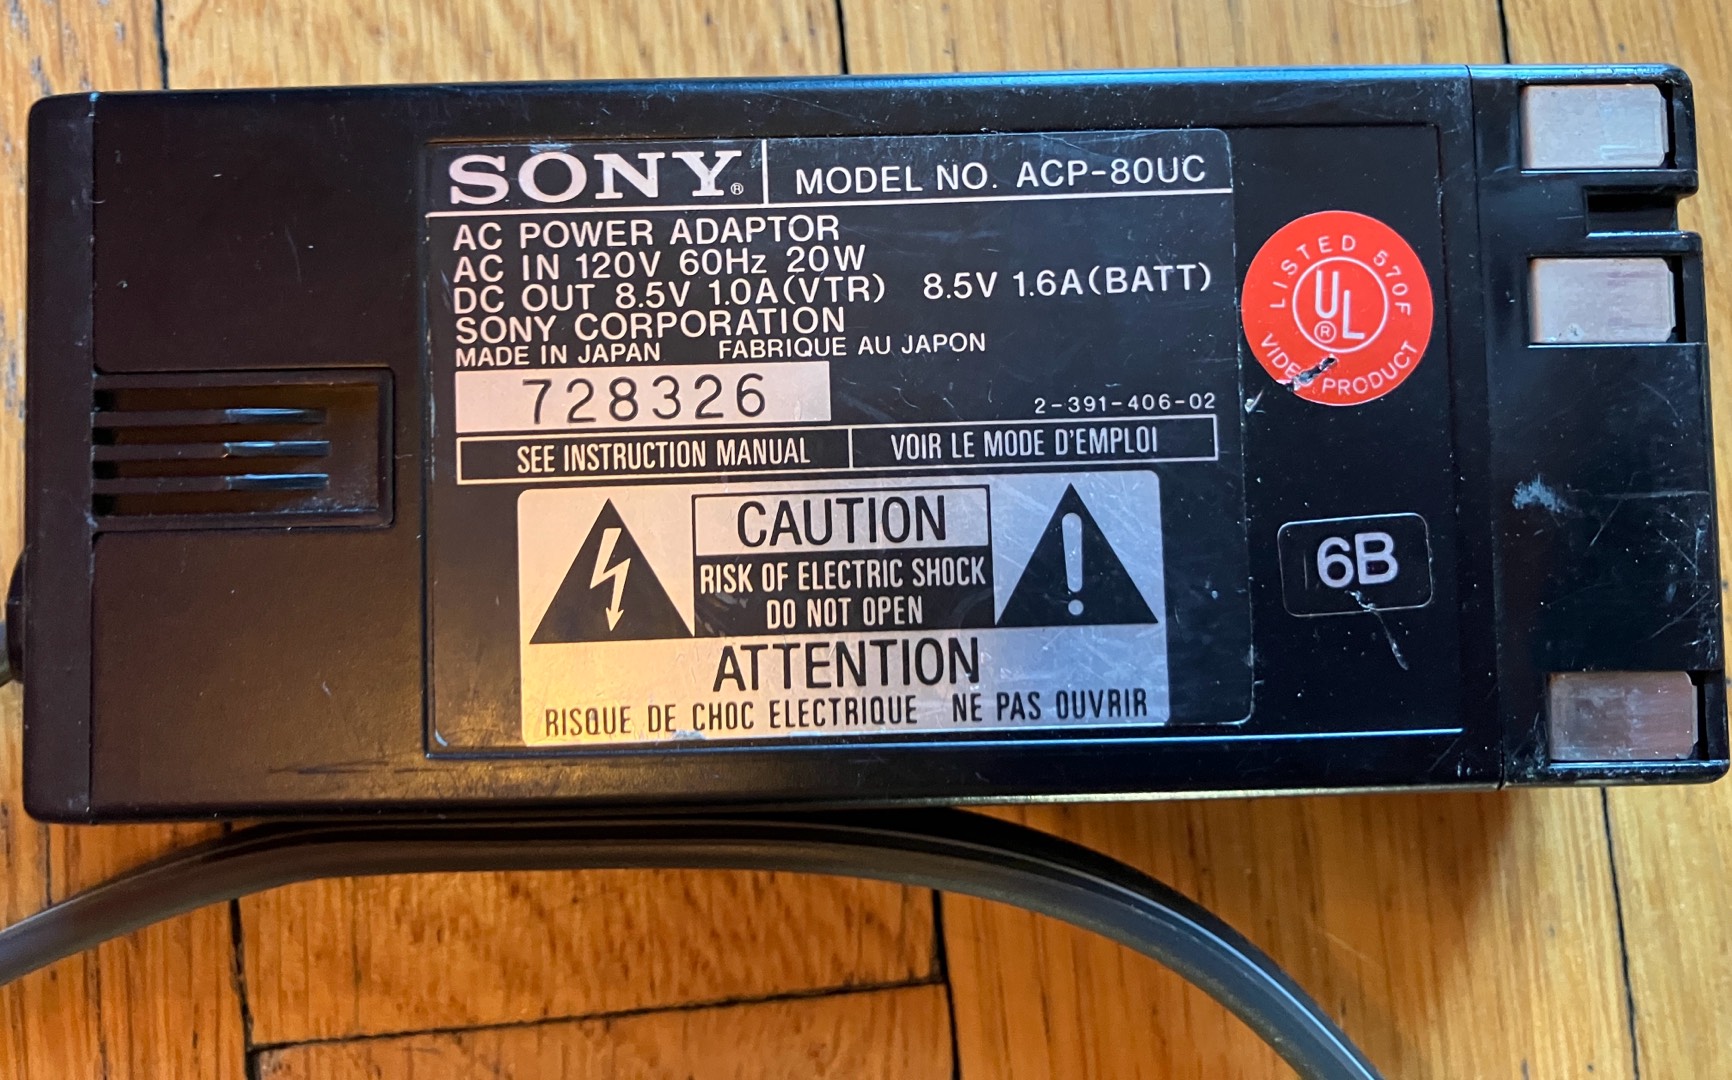 SONY® MODEL NO. ACP-80UC
AC POWER ADAPTOR
AC IN 120V 60Hz 20W
DC OUT 8.5V 1.0A(VTR) 8.5V 1.6A(BATT)
SONY CORPORATION
MADE IN JAPAN FABRIQUE AU JAPON
728326
2-391-406-02
SEE INSTRUCTION MANUAL VOIR LE MODE D'EMPLOI
CAUTION
RISK OF ELECTRIC SHOCK
DO NOT OPEN
ATTENTION
RISQUE DE CHOC ELECTRIQUE NE PAS OUVRIR
LISTED 570F
UL®
VIDEO PRODUCT
6B